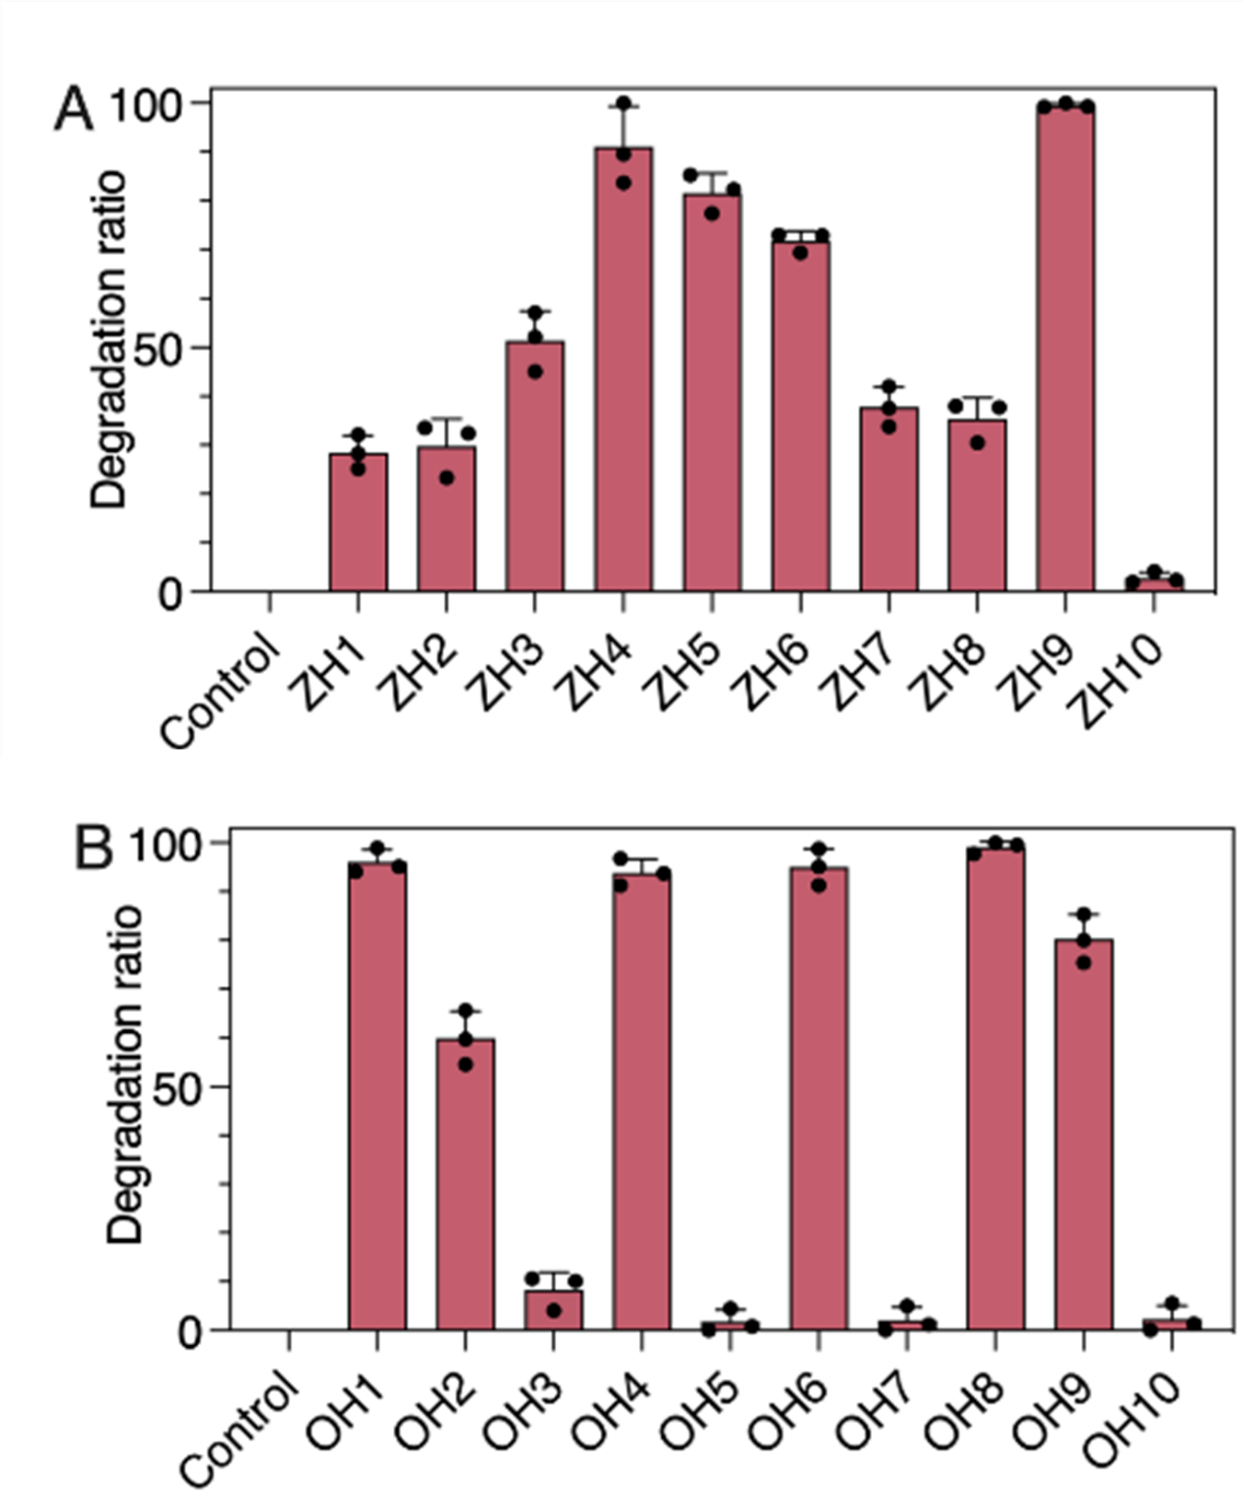 A
Degradation ratio
100
50
0
Control ZH1 ZH2 ZH3 ZH4 ZH5 ZH6 ZH7 ZH8 ZH9 ZH10
B
Degradation ratio
100
50
0
Control OH1 OH2 OH3 OH4 OH5 OH6 OH7 OH8 OH9 OH10